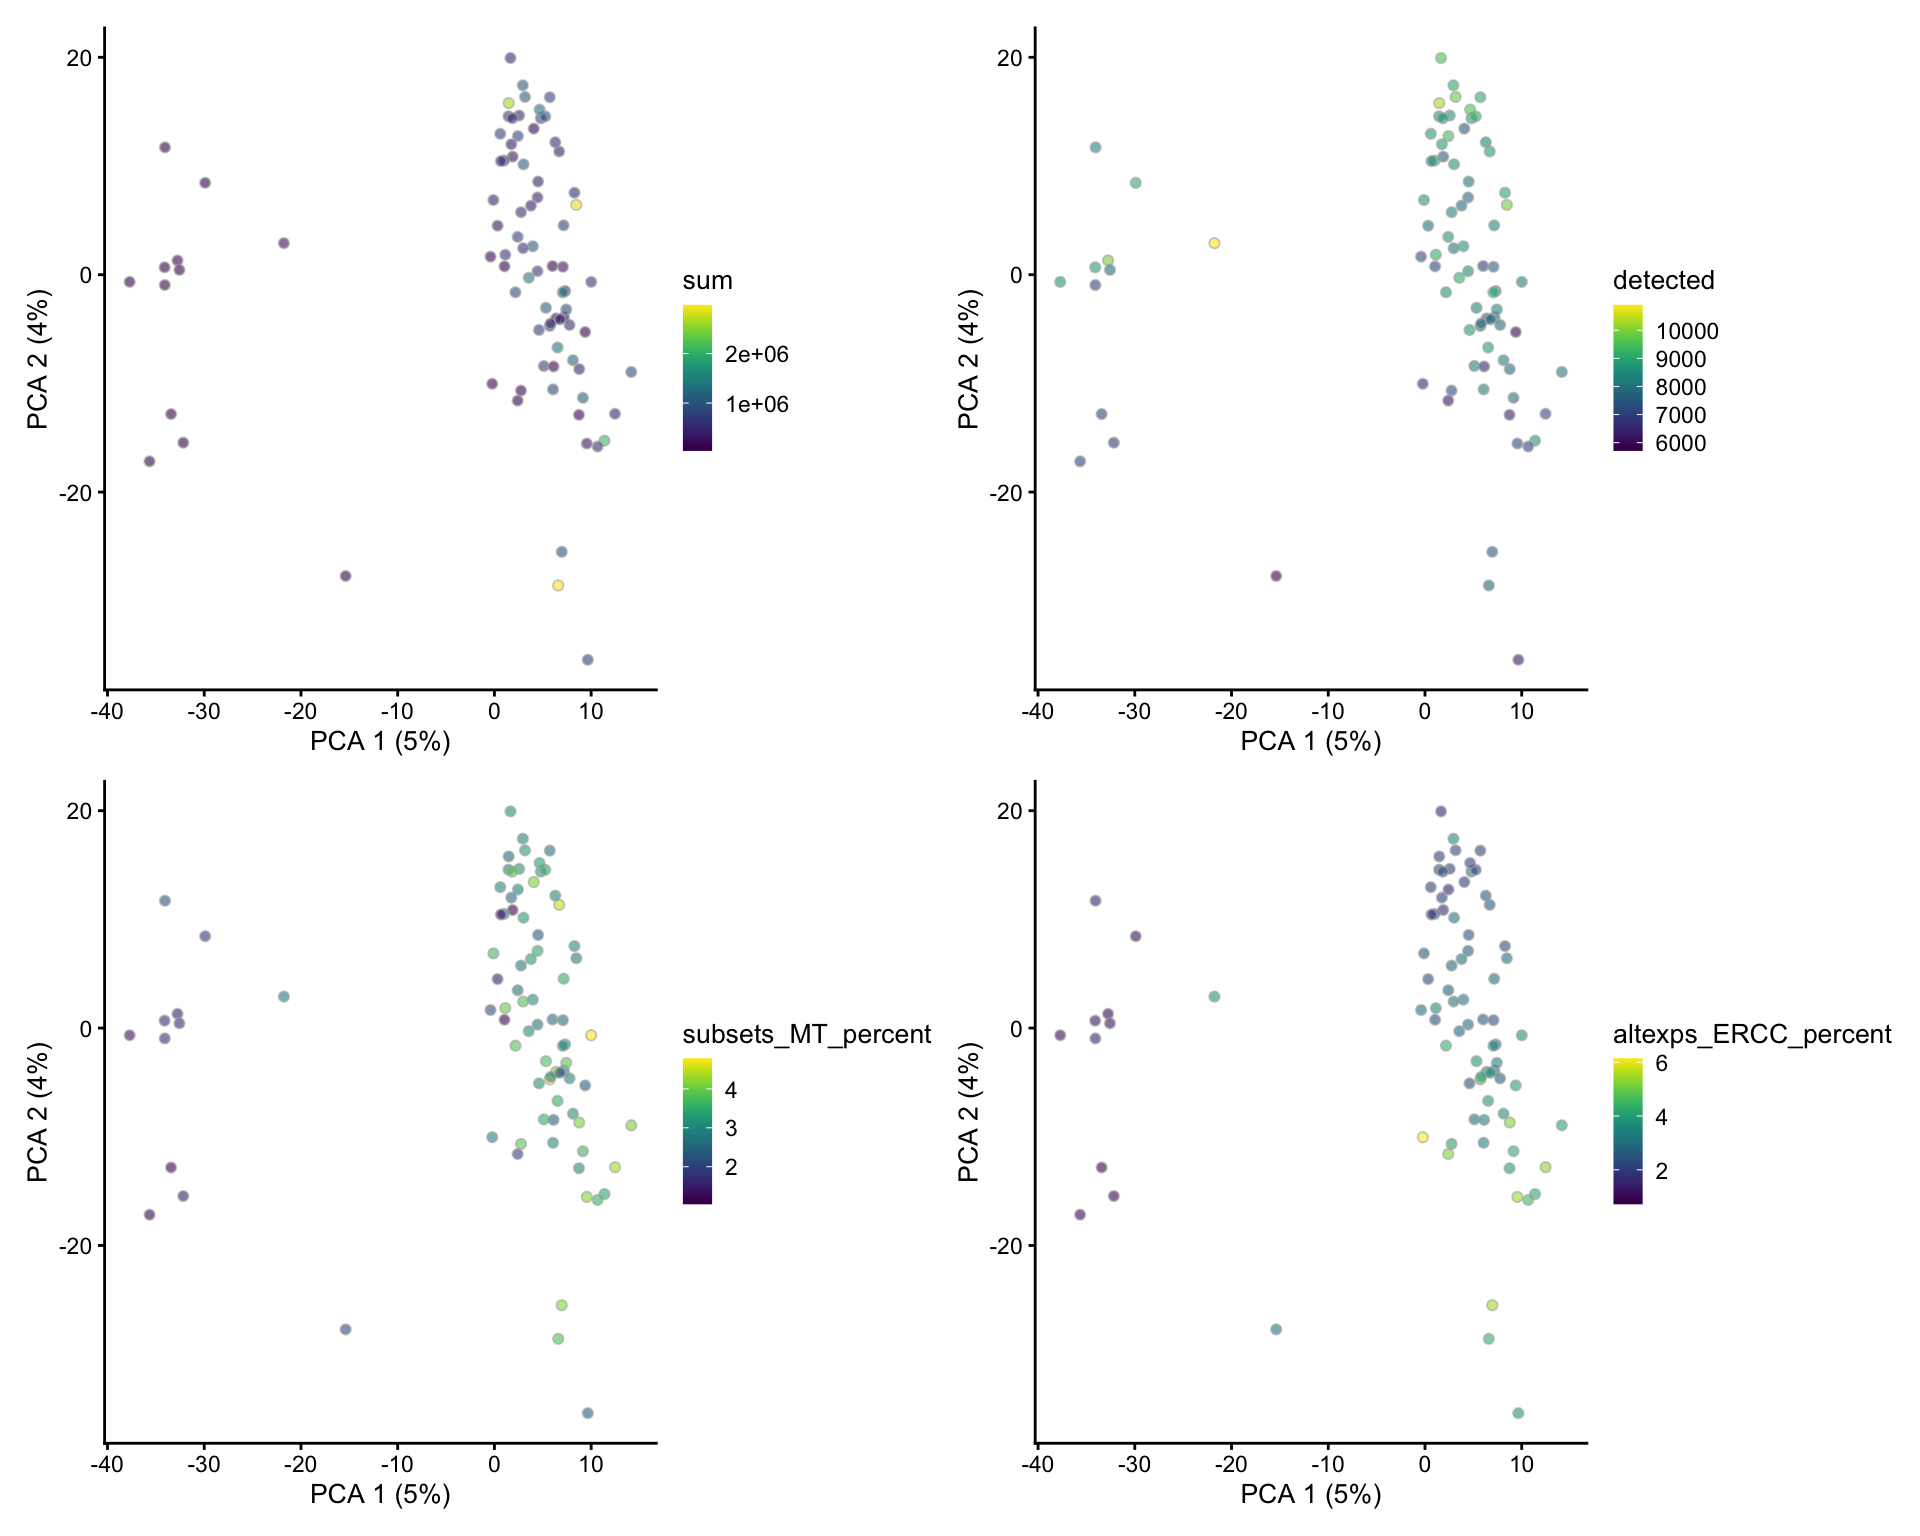 20
0
-20
PCA 2 (4%)
-40 -30 -20 -10 0 10
PCA 1 (5%)
sum
2e+06
1e+06
20
0
-20
PCA 2 (4%)
-40 -30 -20 -10 0 10
PCA 1 (5%)
detected
10000
9000
8000
7000
6000
20
0
-20
PCA 2 (4%)
-40 -30 -20 -10 0 10
PCA 1 (5%)
subsets_MT_percent
4
3
2
20
0
-20
PCA 2 (4%)
-40 -30 -20 -10 0 10
PCA 1 (5%)
altexps_ERCC_percent
6
4
2